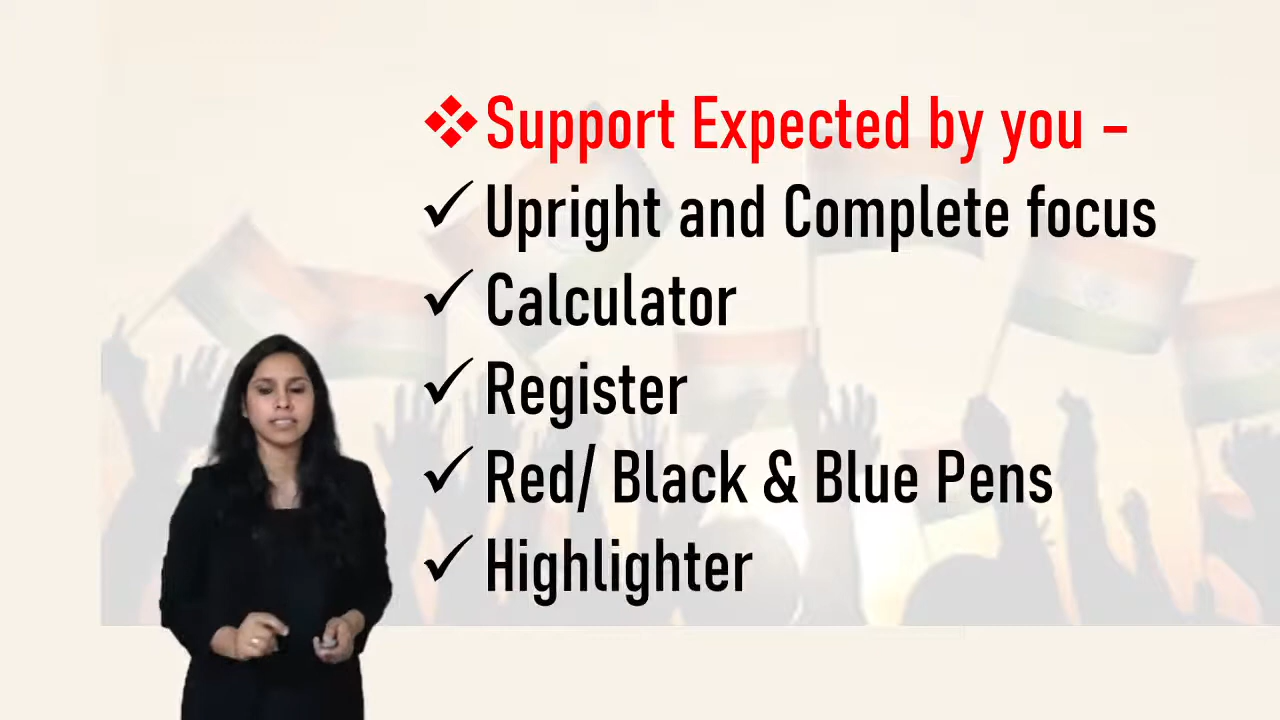 Support Expected by you –
Upright and Complete focus
Calculator
Register
Red/ Black & Blue Pens
Highlighter